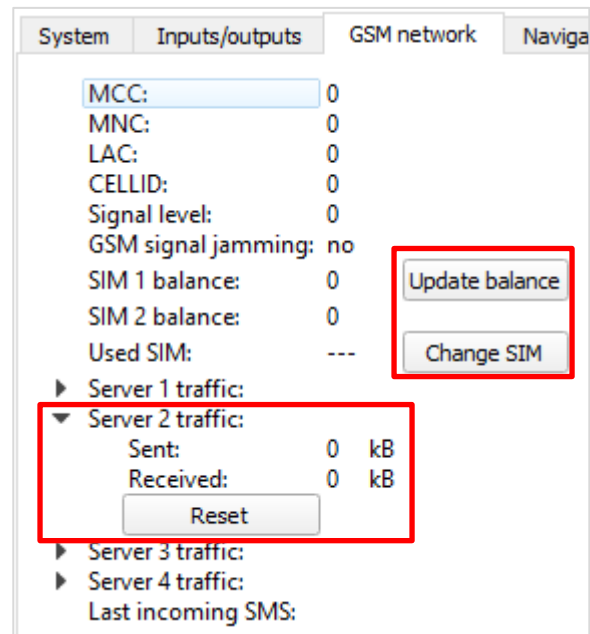 System Inputs/outputs GSM network Naviga
MCC: 0
MNC: 0
LAC: 0
CELLID: 0
Signal level: 0
GSM signal jamming: no
SIM 1 balance: 0 Update balance
SIM 2 balance: 0
Used SIM: --- Change SIM
Server 1 traffic:
Server 2 traffic:
Sent: 0 kB
Received: 0 kB
Reset
Server 3 traffic:
Server 4 traffic:
Last incoming SMS: